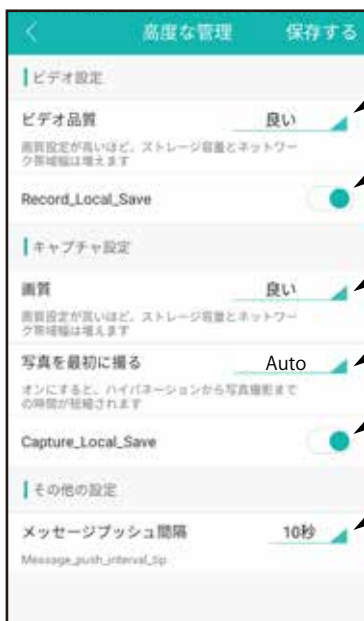 高度な管理 保存する
ビデオ設定
ビデオ品質 良い
画質設定が高いほど、ストレージ容量とネットワー
ク帯域幅は増えます
Record_Local_Save
キャプチャ設定
画質 良い
画質設定が高いほど、ストレージ容量とネットワー
ク帯域幅は増えます
写真を最初に撮る Auto
オンにすると、ハイバネーションから写真撮影まで
の時間が短縮されます
Capture_Local_Save
その他の設定
メッセージプッシュ間隔 10秒
Message_push_interval_tip